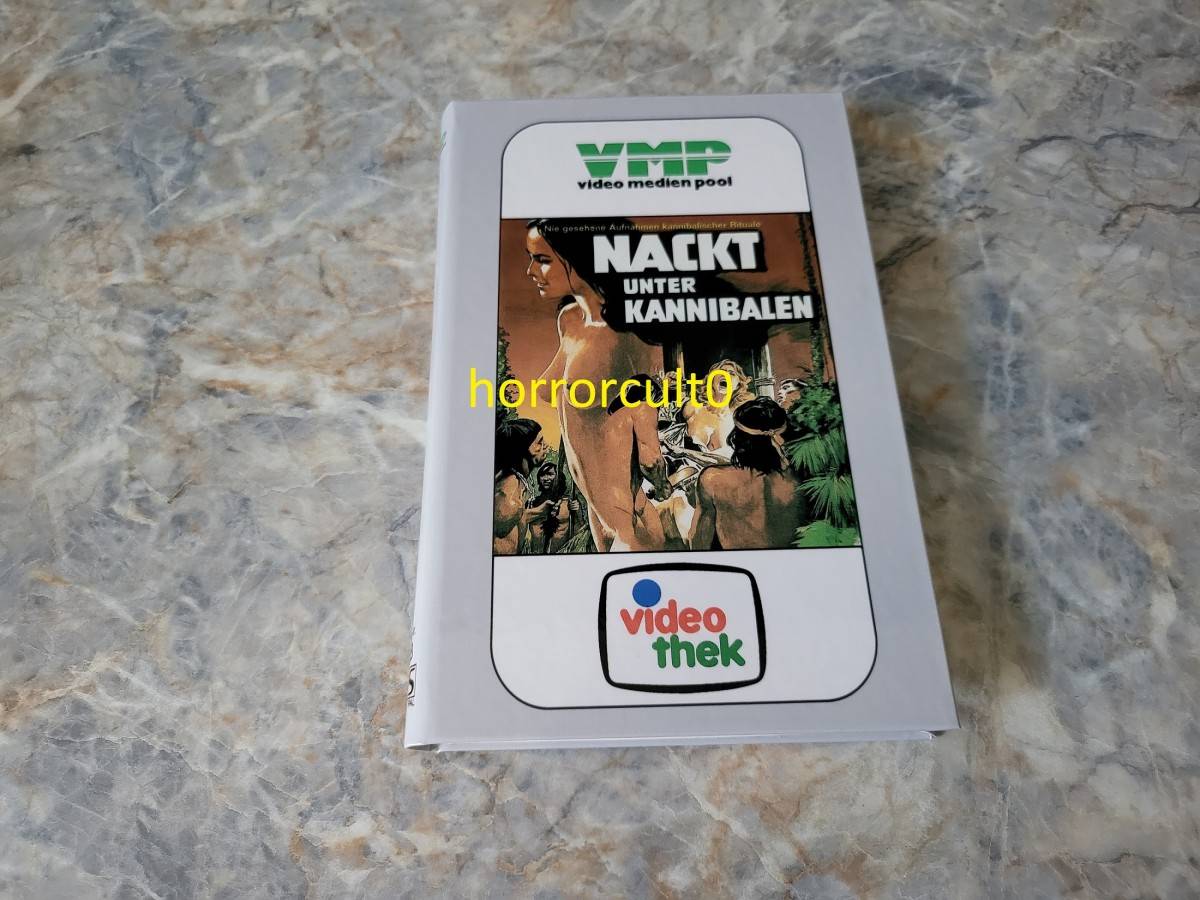 VMP
video medien pool
Nie gesehene Aufnahmen kannibalischer Rituale
NACKT
UNTER
KANNIBALEN
horrorcult0
video
thek